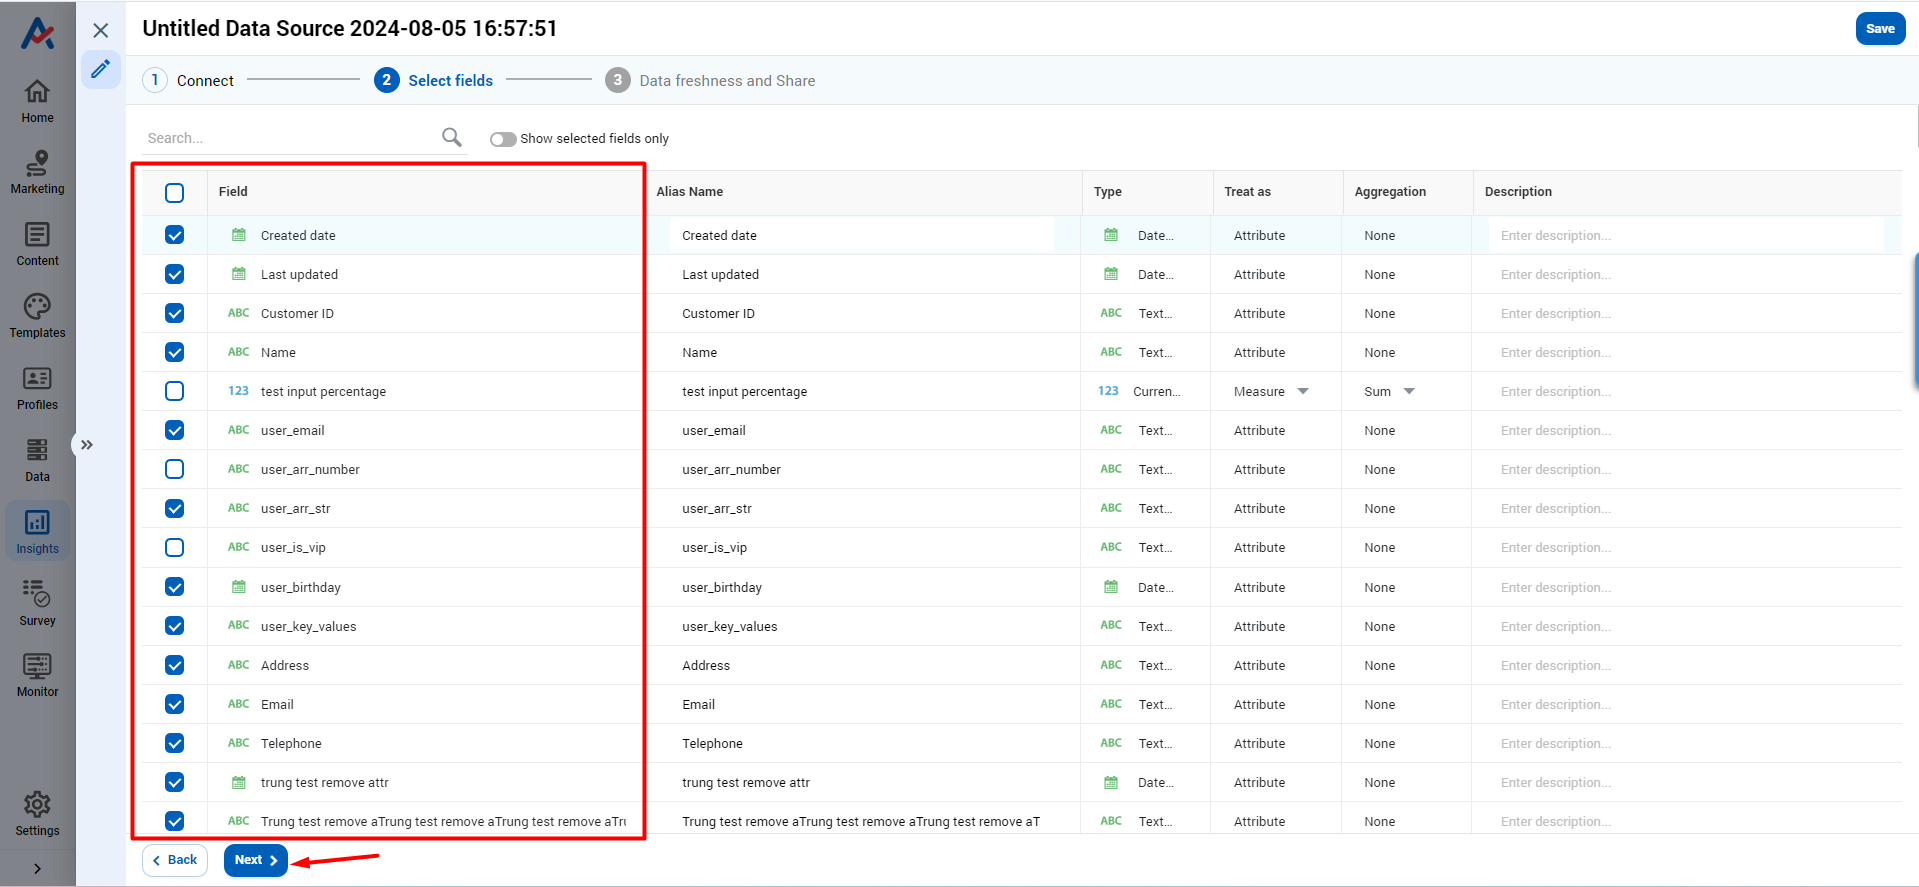 Untitled Data Source 2024-08-05 16:57:51
Save
1 Connect 2 Select fields 3 Data freshness and Share
Home
Marketing
Content
Templates
Profiles
Data
Insights
Survey
Monitor
Settings
Search... Show selected fields only
Field Alias Name Type Treat as Aggregation Description
Created date Created date Date... Attribute None Enter description...
Last updated Last updated Date... Attribute None Enter description...
ABC Customer ID Customer ID ABC Text... Attribute None Enter description...
ABC Name Name ABC Text... Attribute None Enter description...
123 test input percentage test input percentage 123 Curren... Measure Sum Enter description...
ABC user_email user_email ABC Text... Attribute None Enter description...
ABC user_arr_number user_arr_number ABC Text... Attribute None Enter description...
ABC user_arr_str user_arr_str ABC Text... Attribute None Enter description...
ABC user_is_vip user_is_vip ABC Text... Attribute None Enter description...
user_birthday user_birthday Date... Attribute None Enter description...
ABC user_key_values user_key_values ABC Text... Attribute None Enter description...
ABC Address Address ABC Text... Attribute None Enter description...
ABC Email Email ABC Text... Attribute None Enter description...
ABC Telephone Telephone ABC Text... Attribute None Enter description...
trung test remove attr trung test remove attr Date... Attribute None Enter description...
ABC Trung test remove aTrung test remove aTrung test remove aTru Trung test remove aTrung test remove aTrung test remove aT ABC Text... Attribute None Enter description...
Back Next